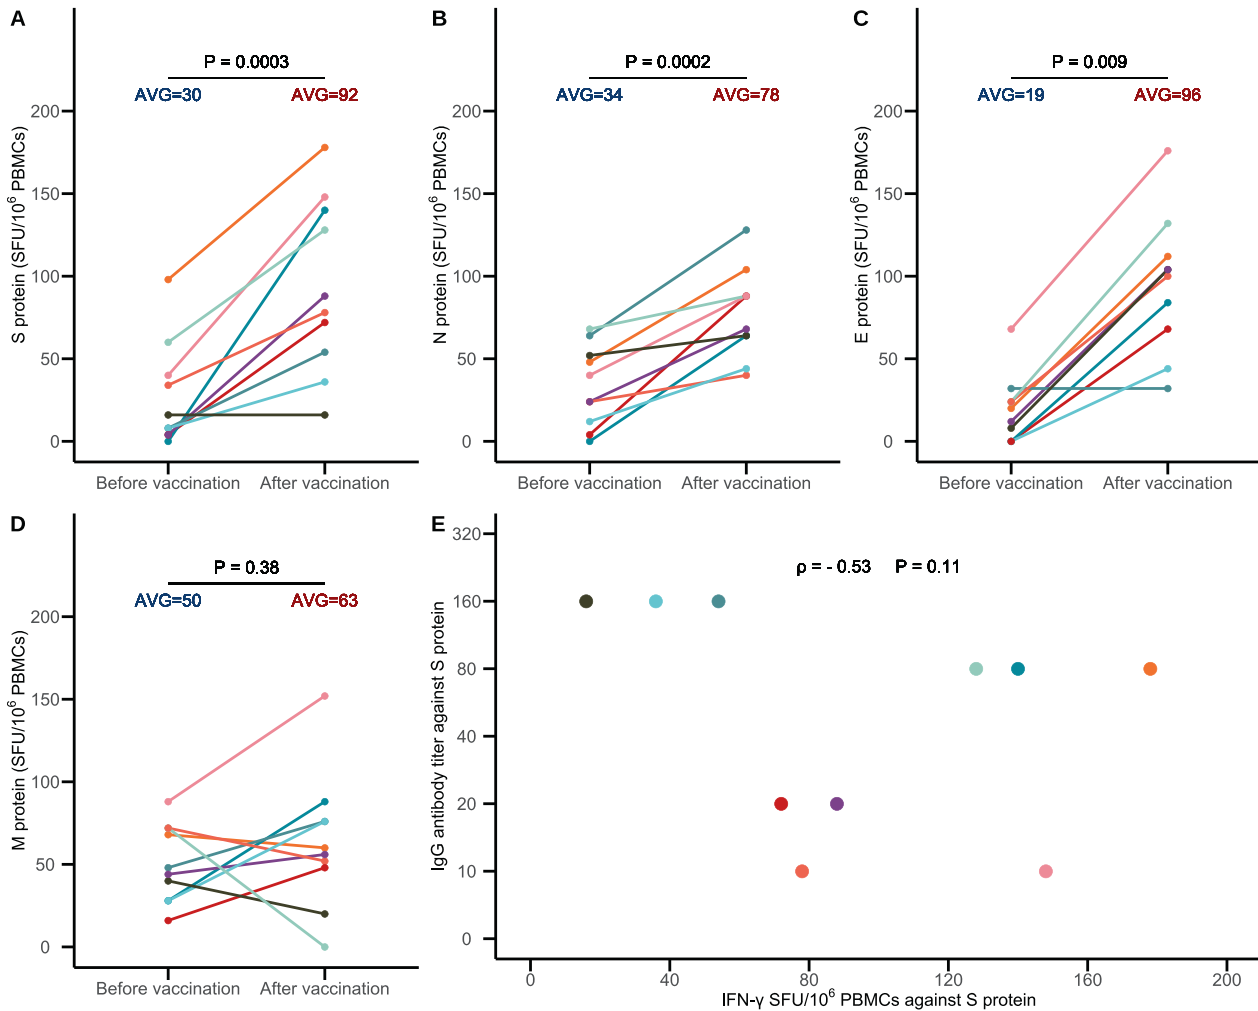 A
P = 0.0003
AVG=30 AVG=92
S protein (SFU/10⁶ PBMCs)
200
150
100
50
0
Before vaccination After vaccination
B
P = 0.0002
AVG=34 AVG=78
N protein (SFU/10⁶ PBMCs)
200
150
100
50
0
Before vaccination After vaccination
C
P = 0.009
AVG=19 AVG=96
E protein (SFU/10⁶ PBMCs)
200
150
100
50
0
Before vaccination After vaccination
D
P = 0.38
AVG=50 AVG=63
M protein (SFU/10⁶ PBMCs)
200
150
100
50
0
Before vaccination After vaccination
E
ρ = - 0.53 P = 0.11
IgG antibody titer against S protein
320
160
80
40
20
10
0
0 40 80 120 160 200
IFN-γ SFU/10⁶ PBMCs against S protein